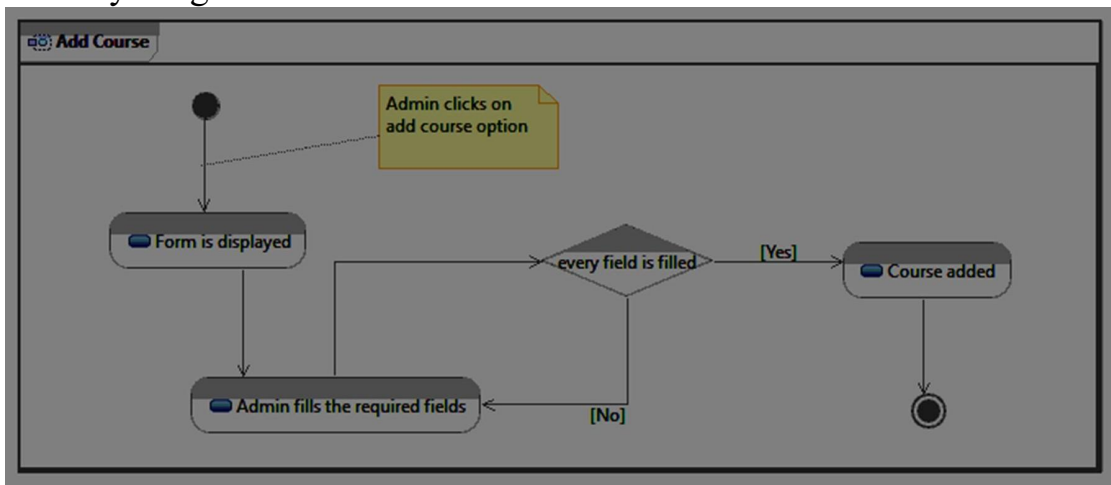 Add Course
Admin clicks on
add course option
Form is displayed
every field is filled
[Yes]
Course added
Admin fills the required fields
[No]